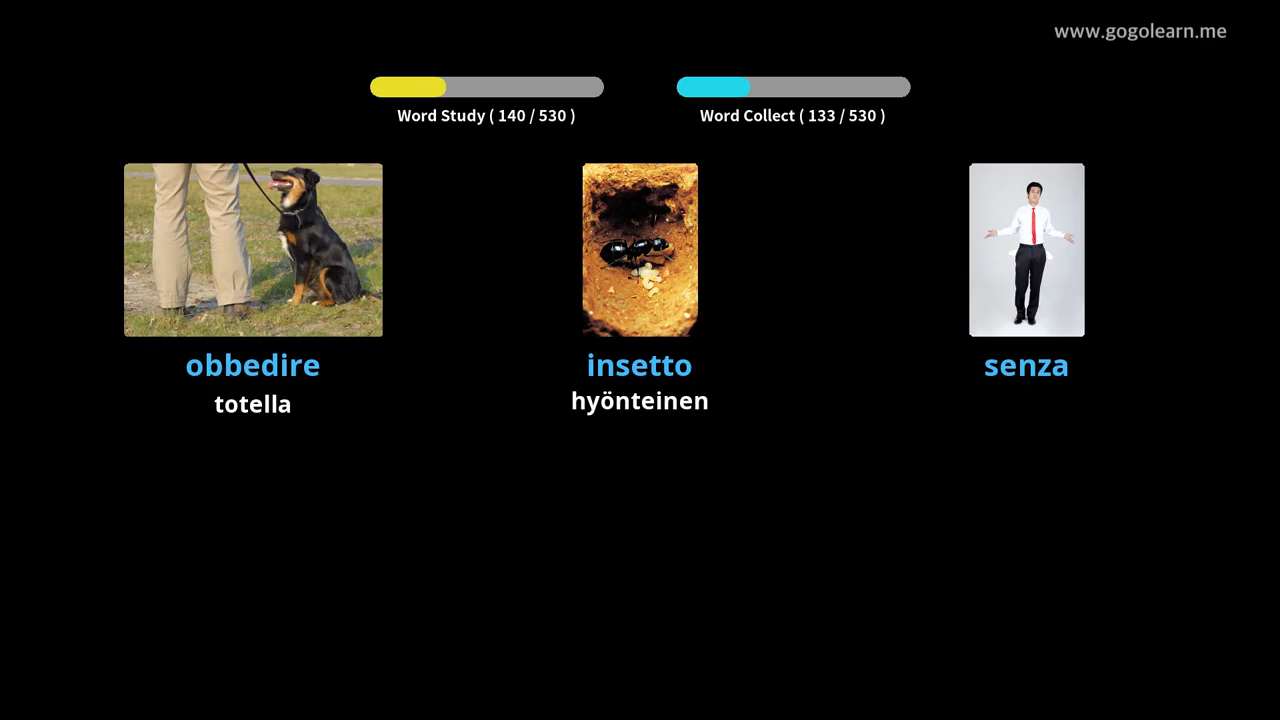 www.gogolearn.me
Word Study ( 140 / 530 )
Word Collect ( 133 / 530 )
obbedire
totella
insetto
hyönteinen
senza